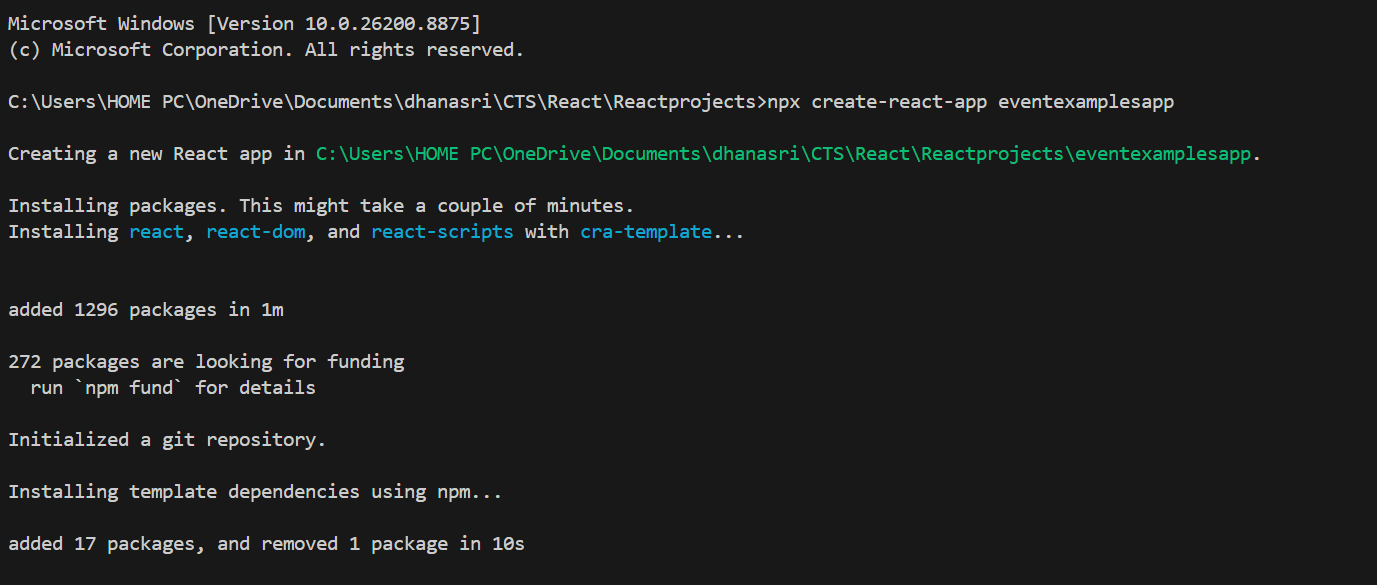 Microsoft Windows [Version 10.0.26200.8875]
(c) Microsoft Corporation. All rights reserved.
C:\Users\HOME PC\OneDrive\Documents\dhanasri\CTS\React\Reactprojects>npx create-react-app eventexamplesapp
Creating a new React app in C:\Users\HOME PC\OneDrive\Documents\dhanasri\CTS\React\Reactprojects\eventexamplesapp.
Installing packages. This might take a couple of minutes.
Installing react, react-dom, and react-scripts with cra-template...
added 1296 packages in 1m
272 packages are looking for funding
  run `npm fund` for details
Initialized a git repository.
Installing template dependencies using npm...
added 17 packages, and removed 1 package in 10s